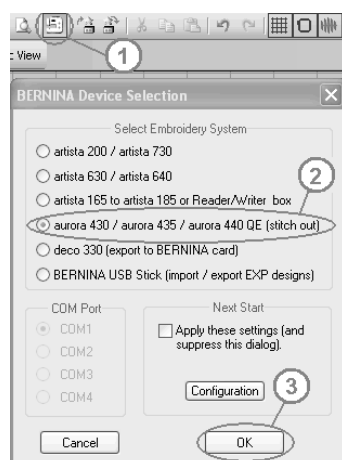 : View
1
BERNINA Device Selection
Select Embroidery System
artista 200 / artista 730
artista 630 / artista 640
2
artista 165 to artista 185 or Reader/Writer box
aurora 430 / aurora 435 / aurora 440 QE (stitch out)
deco 330 (export to BERNINA card)
BERNINA USB Stick (import / export EXP designs)
COM Port
Next Start
COM1
COM2
COM3
COM4
Apply these settings (and
suppress this dialog).
Configuration
3
Cancel
OK